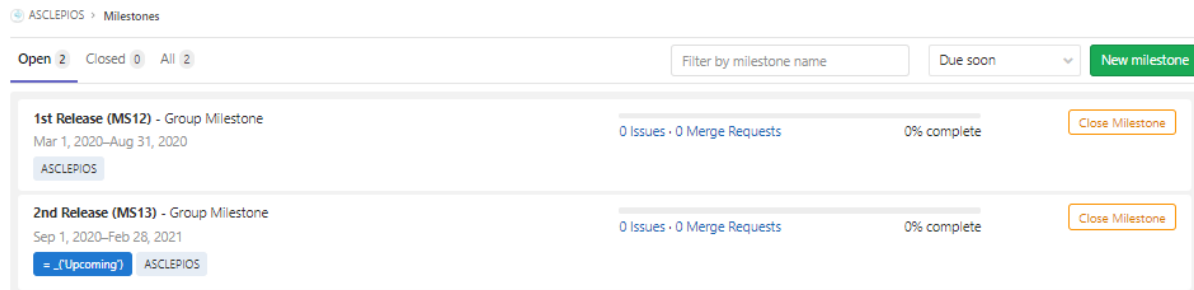 ASCLEPIOS > Milestones
Open 2 Closed 0 All 2 Filter by milestone name Due soon New milestone
1st Release (MS12) - Group Milestone
0 Issues · 0 Merge Requests 0% complete Close Milestone
Mar 1, 2020–Aug 31, 2020
ASCLEPIOS
2nd Release (MS13) - Group Milestone
0 Issues · 0 Merge Requests 0% complete Close Milestone
Sep 1, 2020–Feb 28, 2021
= _('Upcoming') ASCLEPIOS